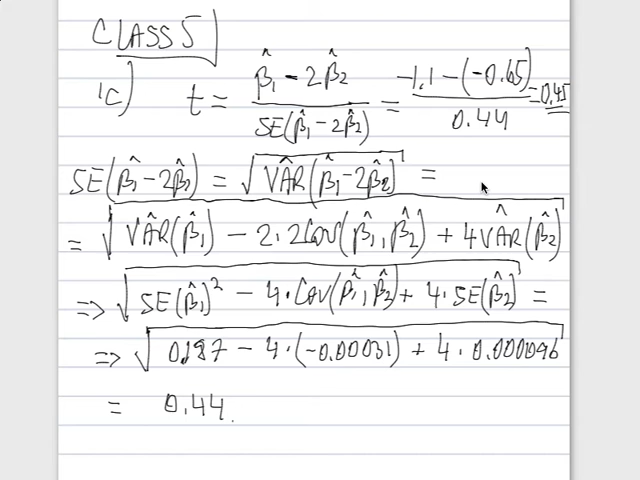 CLASS 5
1c) t = (β̂₁ - 2β̂₂) / SE(β̂₁ - 2β̂₂) = (-1.1 - (-0.65)) / 0.44 = 0.45
SE(β̂₁ - 2β̂₂) = √VÂR(β̂₁ - 2β̂₂) =
= √VÂR(β̂₁) - 2·2Cov(β̂₁, β̂₂) + 4VÂR(β̂₂)
=> √SE(β̂₁)² - 4·Cov(β̂₁, β̂₂) + 4·SE(β̂₂) =
=> √0.187 - 4·(-0.00031) + 4·0.000096
= 0.44.